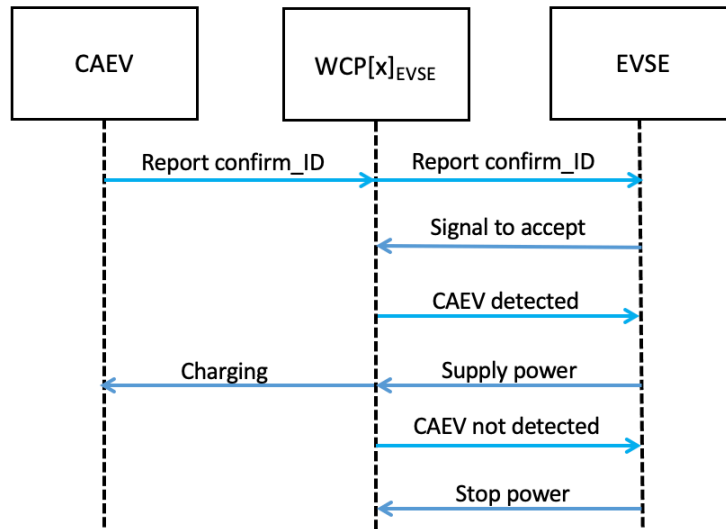 CAEV
WCP[x]EVSE
EVSE
Report confirm_ID
Report confirm_ID
Signal to accept
CAEV detected
Charging
Supply power
CAEV not detected
Stop power